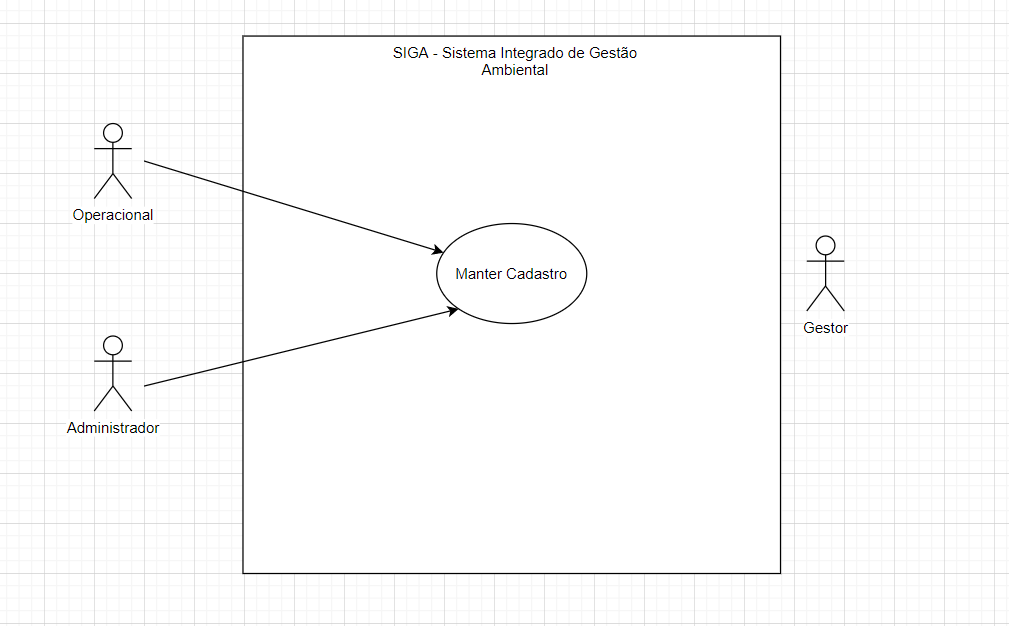 SIGA - Sistema Integrado de Gestão
Ambiental
Operacional
Manter Cadastro
Gestor
Administrador